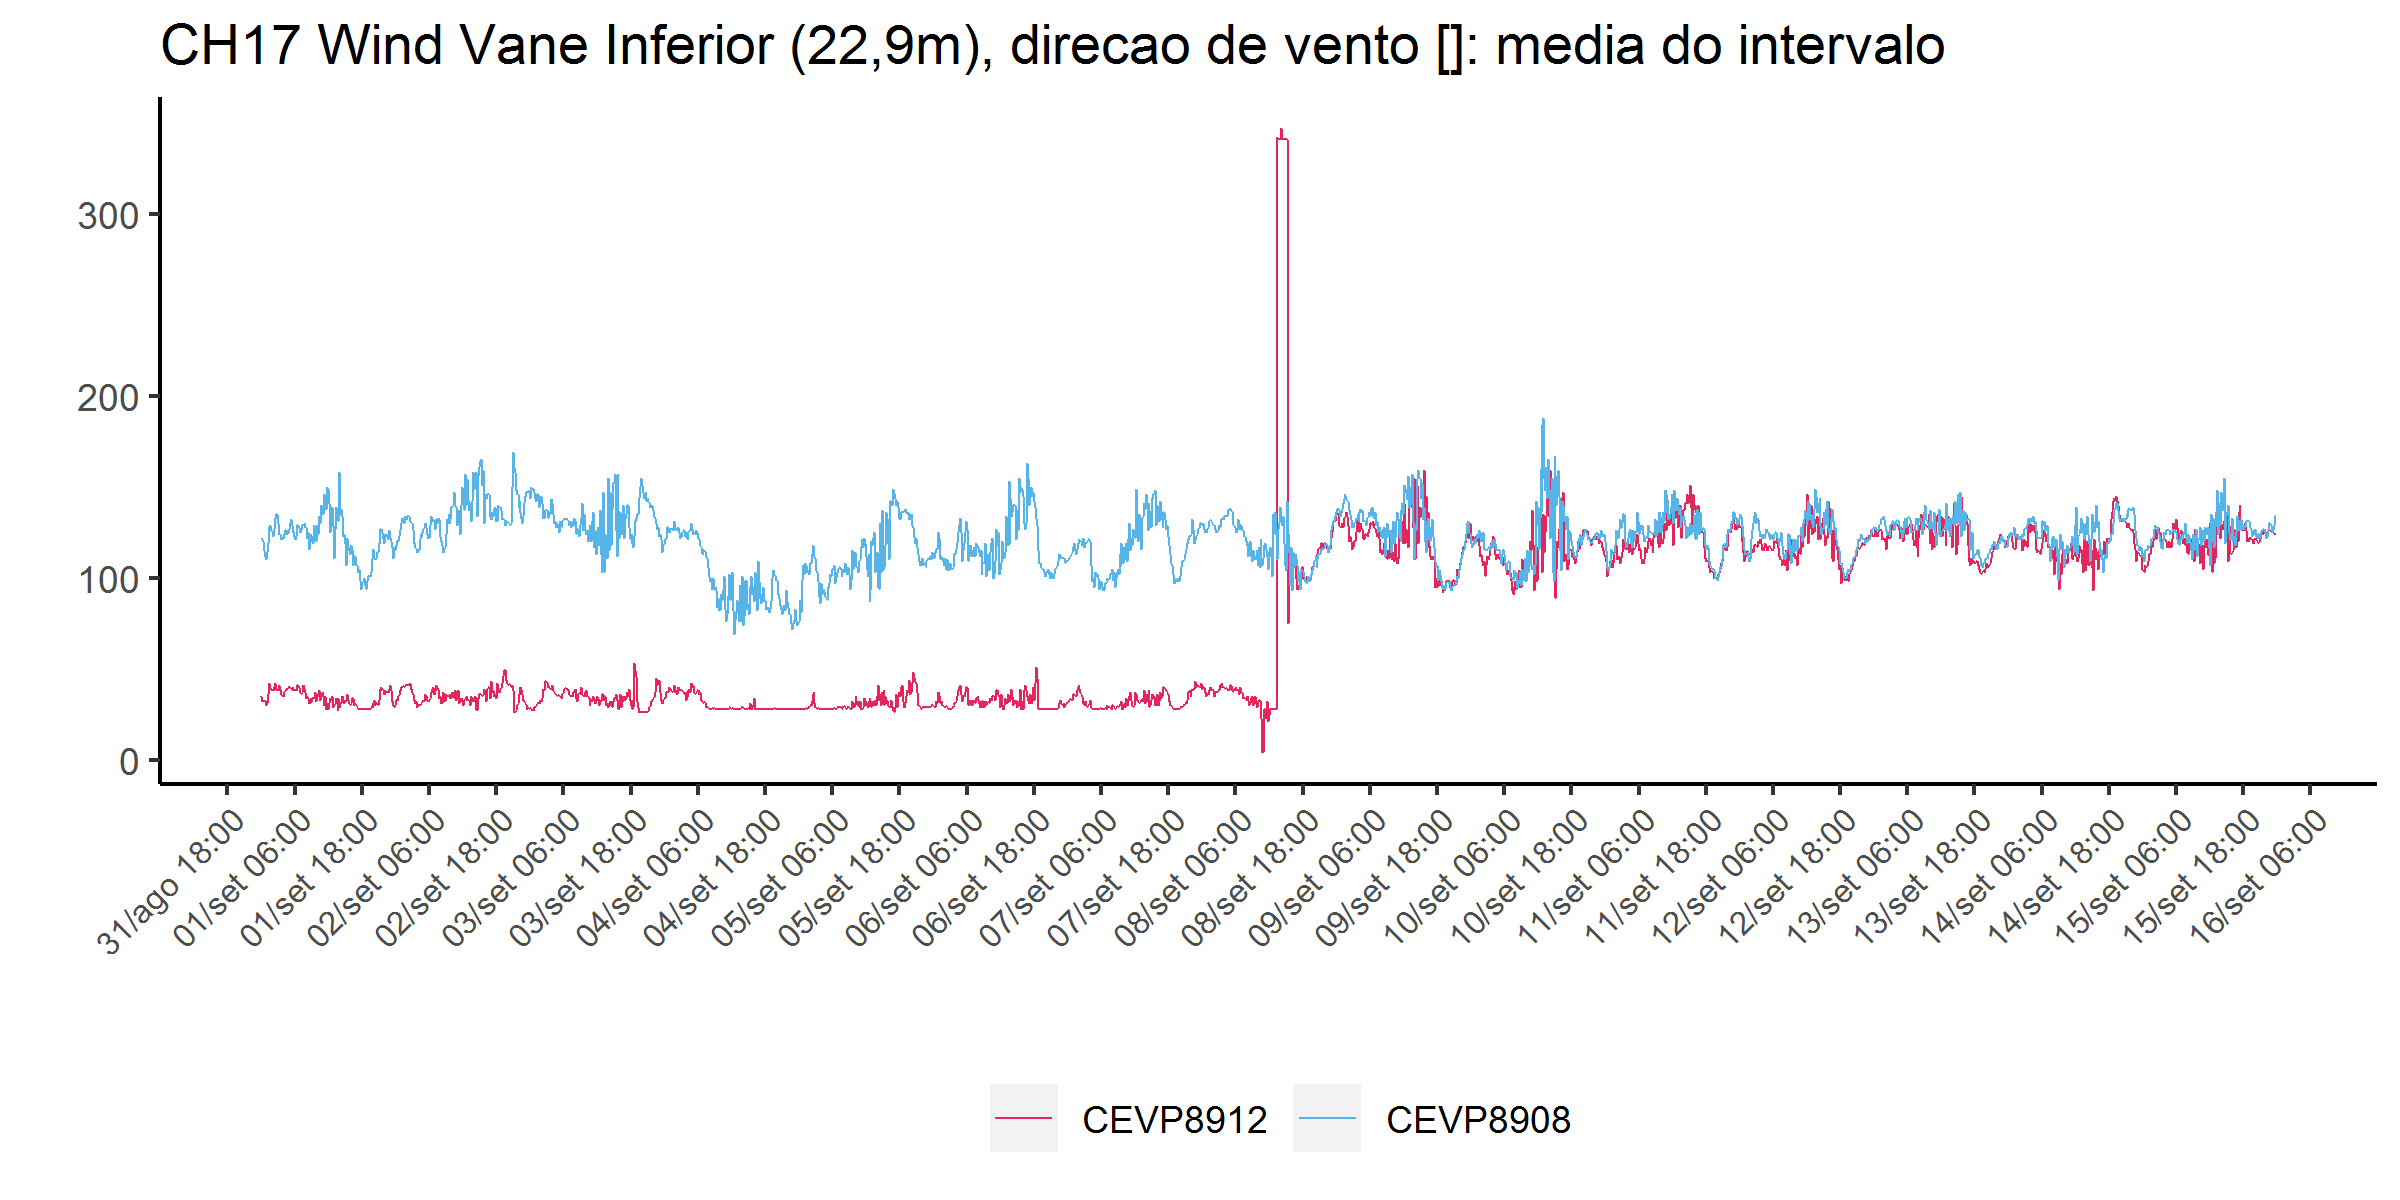 CH17 Wind Vane Inferior (22,9m), direcao de vento []: media do intervalo
300
200
100
0
31/ago 18:00
01/set 06:00
01/set 18:00
02/set 06:00
02/set 18:00
03/set 06:00
03/set 18:00
04/set 06:00
04/set 18:00
05/set 06:00
05/set 18:00
06/set 06:00
06/set 18:00
07/set 06:00
07/set 18:00
08/set 06:00
08/set 18:00
09/set 06:00
09/set 18:00
10/set 06:00
10/set 18:00
11/set 06:00
11/set 18:00
12/set 06:00
12/set 18:00
13/set 06:00
13/set 18:00
14/set 06:00
14/set 18:00
15/set 06:00
15/set 18:00
16/set 06:00
CEVP8912
CEVP8908